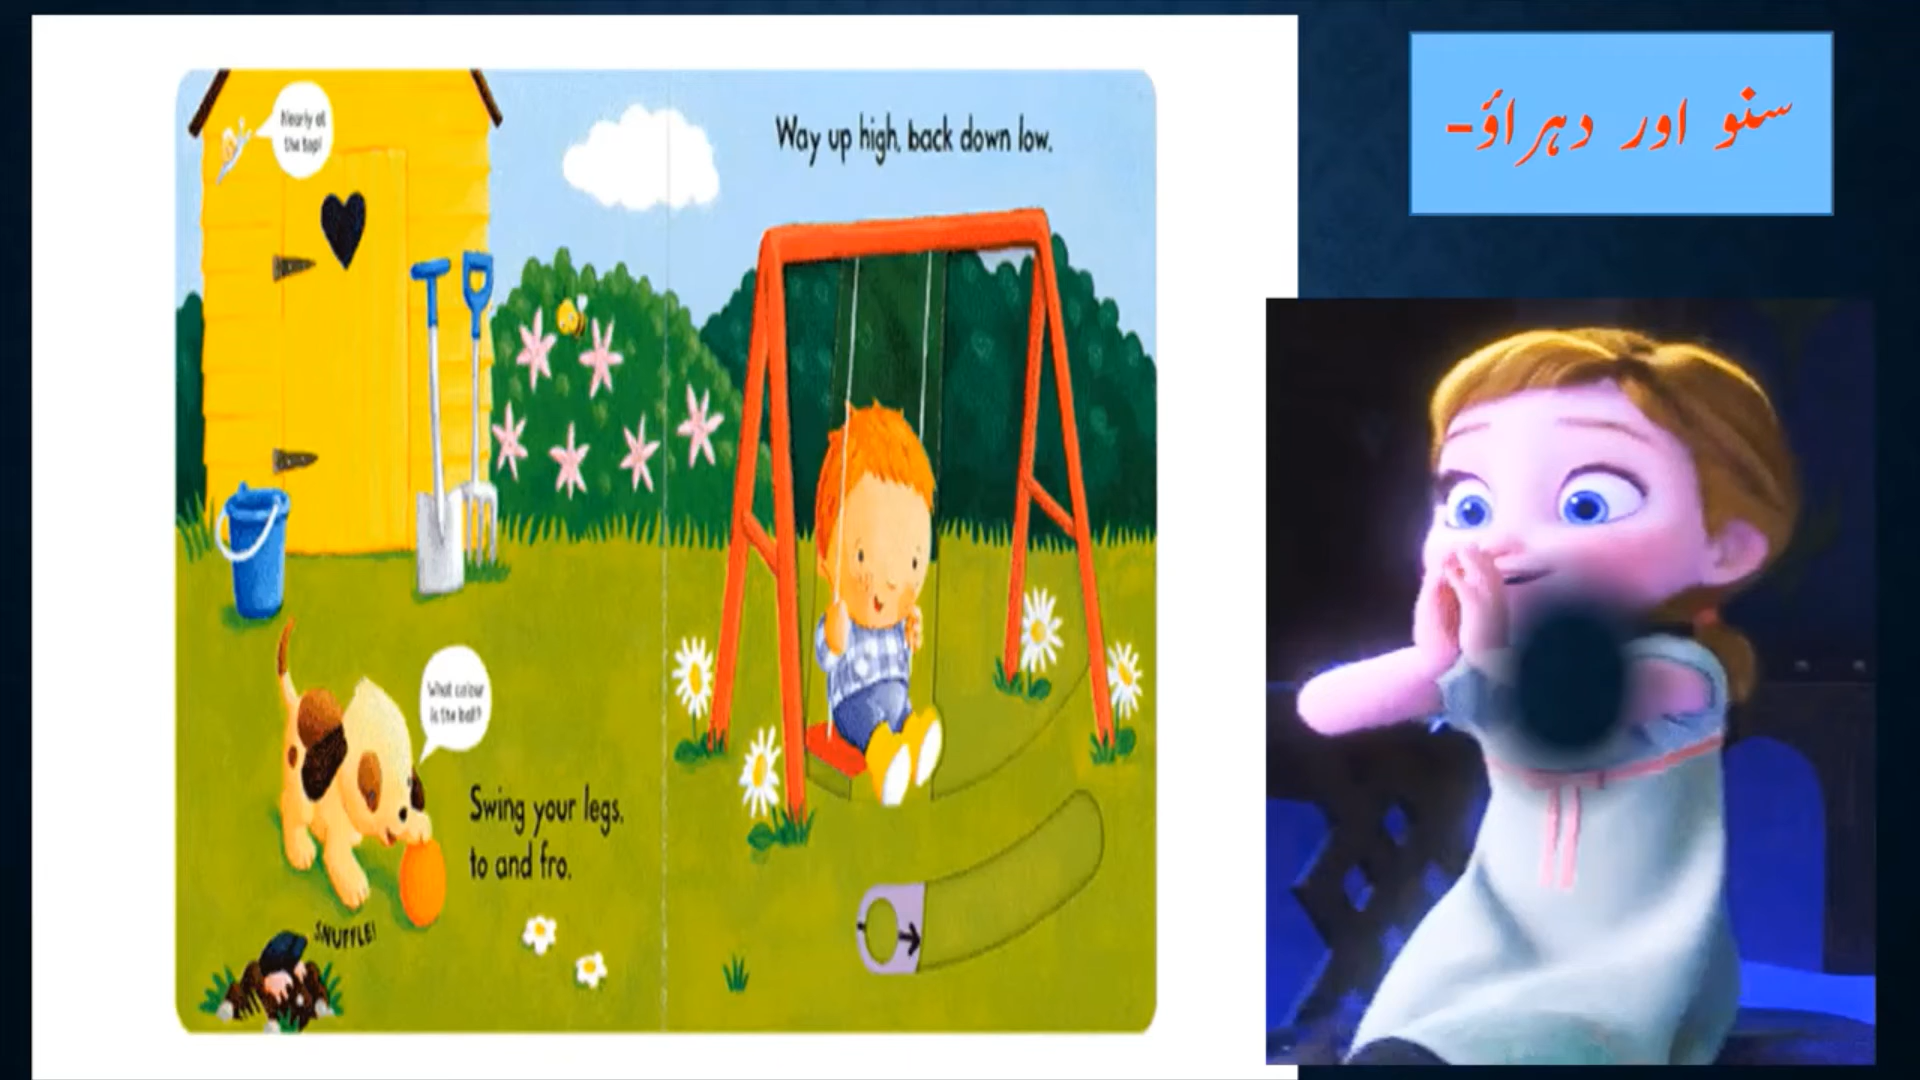 Nearly at
the top!
Way up high, back down low.
What colour
is the ball?
Swing your legs,
to and fro.
SNUFFLE!
سنو اور دہراؤ-